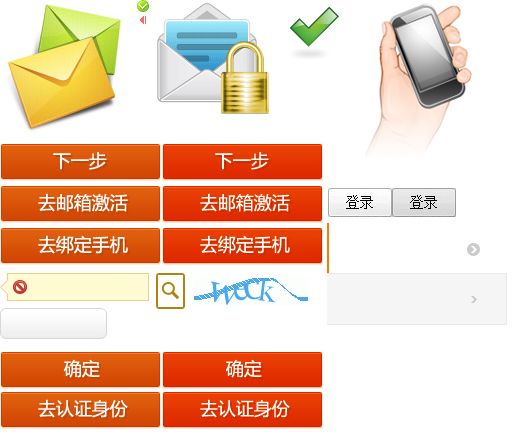 下一步 下一步
去邮箱激活 去邮箱激活 登录 登录
去绑定手机 去绑定手机
Weck
确定 确定
去认证身份 去认证身份